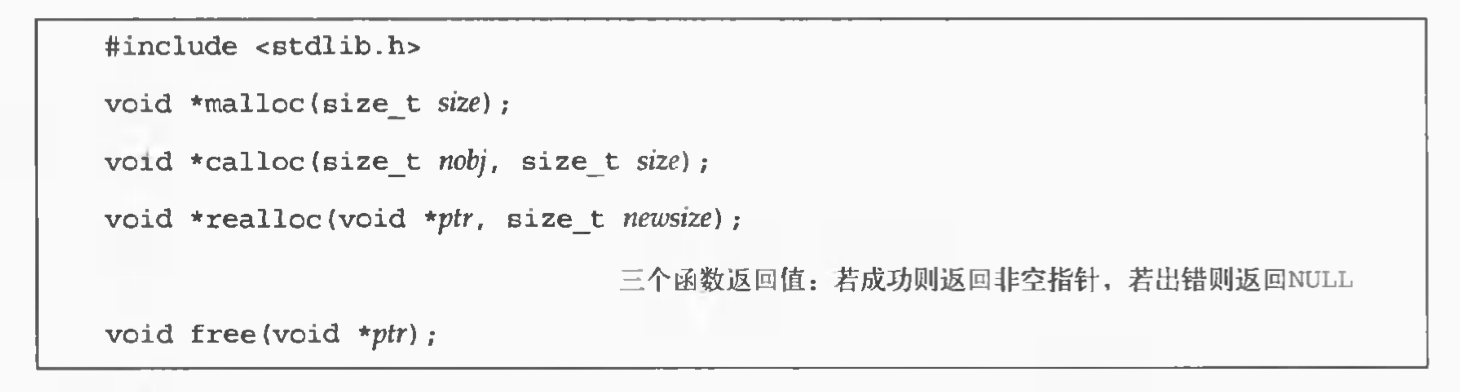 #include <stdlib.h>
void *malloc(size_t size);
void *calloc(size_t nobj, size_t size);
void *realloc(void *ptr, size_t newsize);
三个函数返回值：若成功则返回非空指针，若出错则返回NULL
void free(void *ptr);